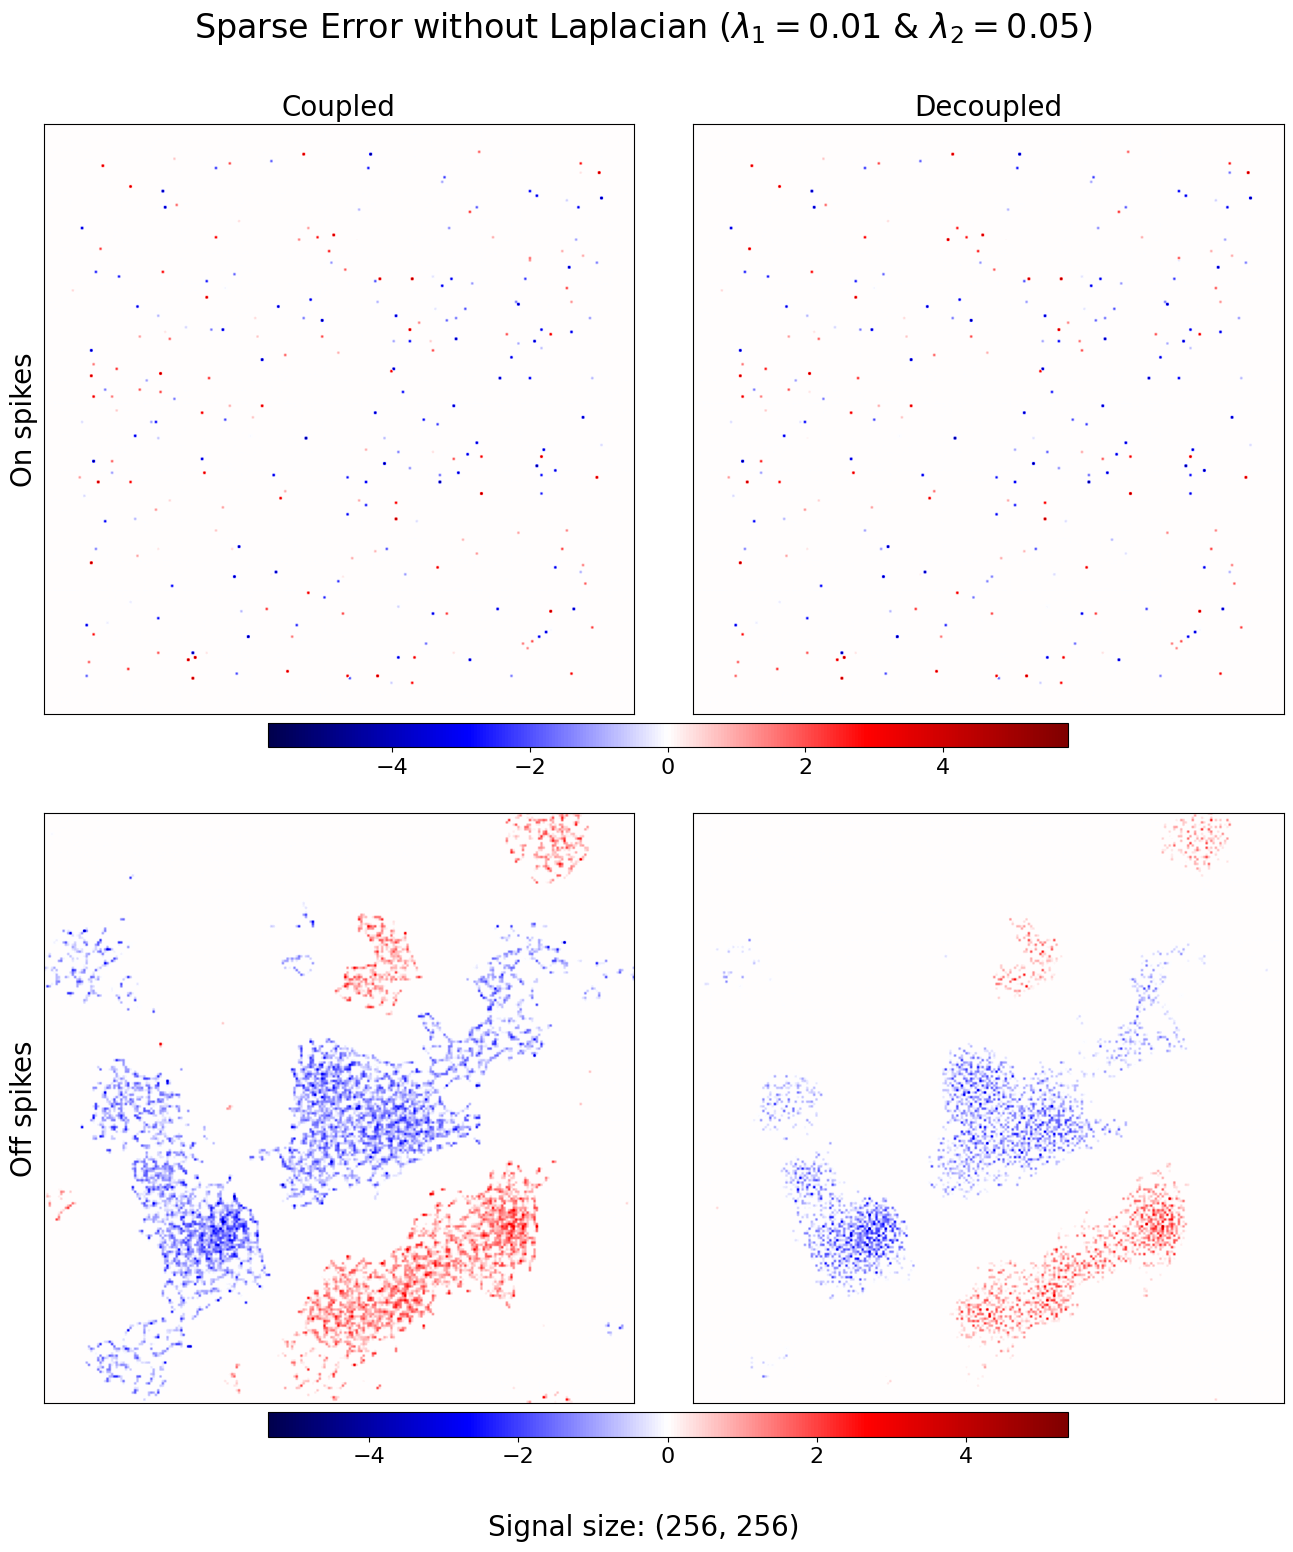 Sparse Error without Laplacian (λ₁ = 0.01 & λ₂ = 0.05)
Coupled
Decoupled
On spikes
−4 −2 0 2 4
Off spikes
−4 −2 0 2 4
Signal size: (256, 256)